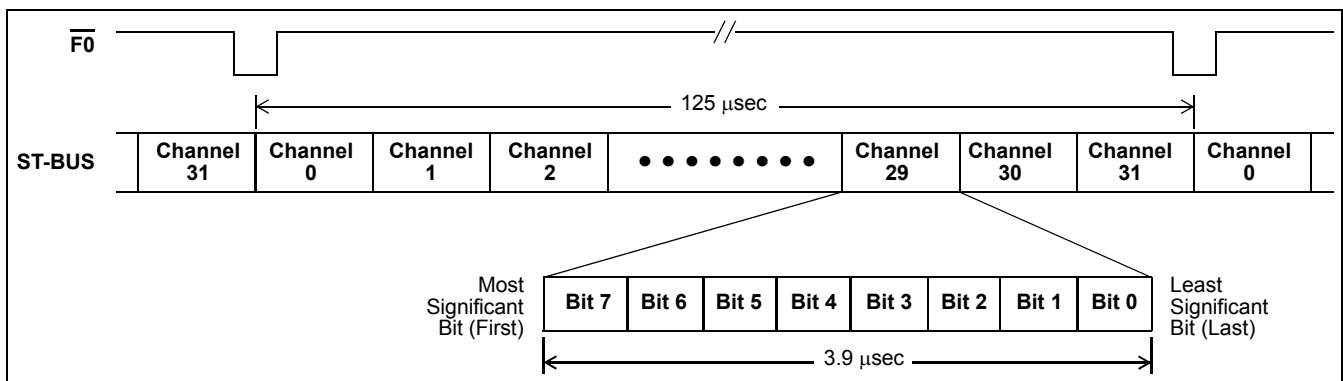 F0
125 μsec
ST-BUS
Channel 31
Channel 0
Channel 1
Channel 2
Channel 29
Channel 30
Channel 31
Channel 0
Most Significant Bit (First)
Bit 7
Bit 6
Bit 5
Bit 4
Bit 3
Bit 2
Bit 1
Bit 0
Least Significant Bit (Last)
3.9 μsec